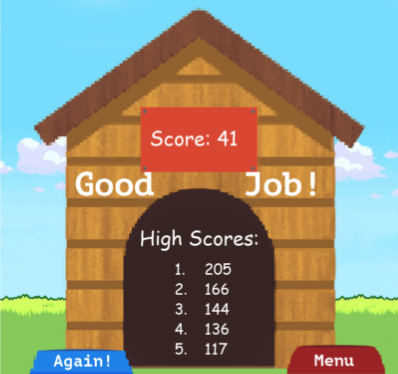 Score: 41
Good Job!
High Scores:
1. 205
2. 166
3. 144
4. 136
5. 117
Again! Menu